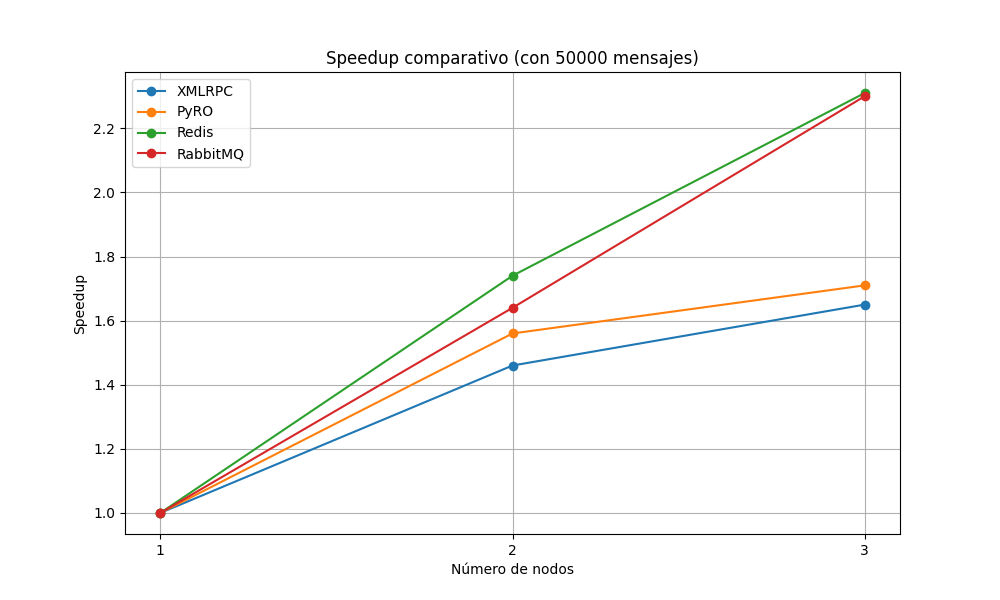 Speedup comparativo (con 50000 mensajes)
XMLRPC
PyRO
Redis
RabbitMQ
Speedup
2.2
2.0
1.8
1.6
1.4
1.2
1.0
1 2 3
Número de nodos